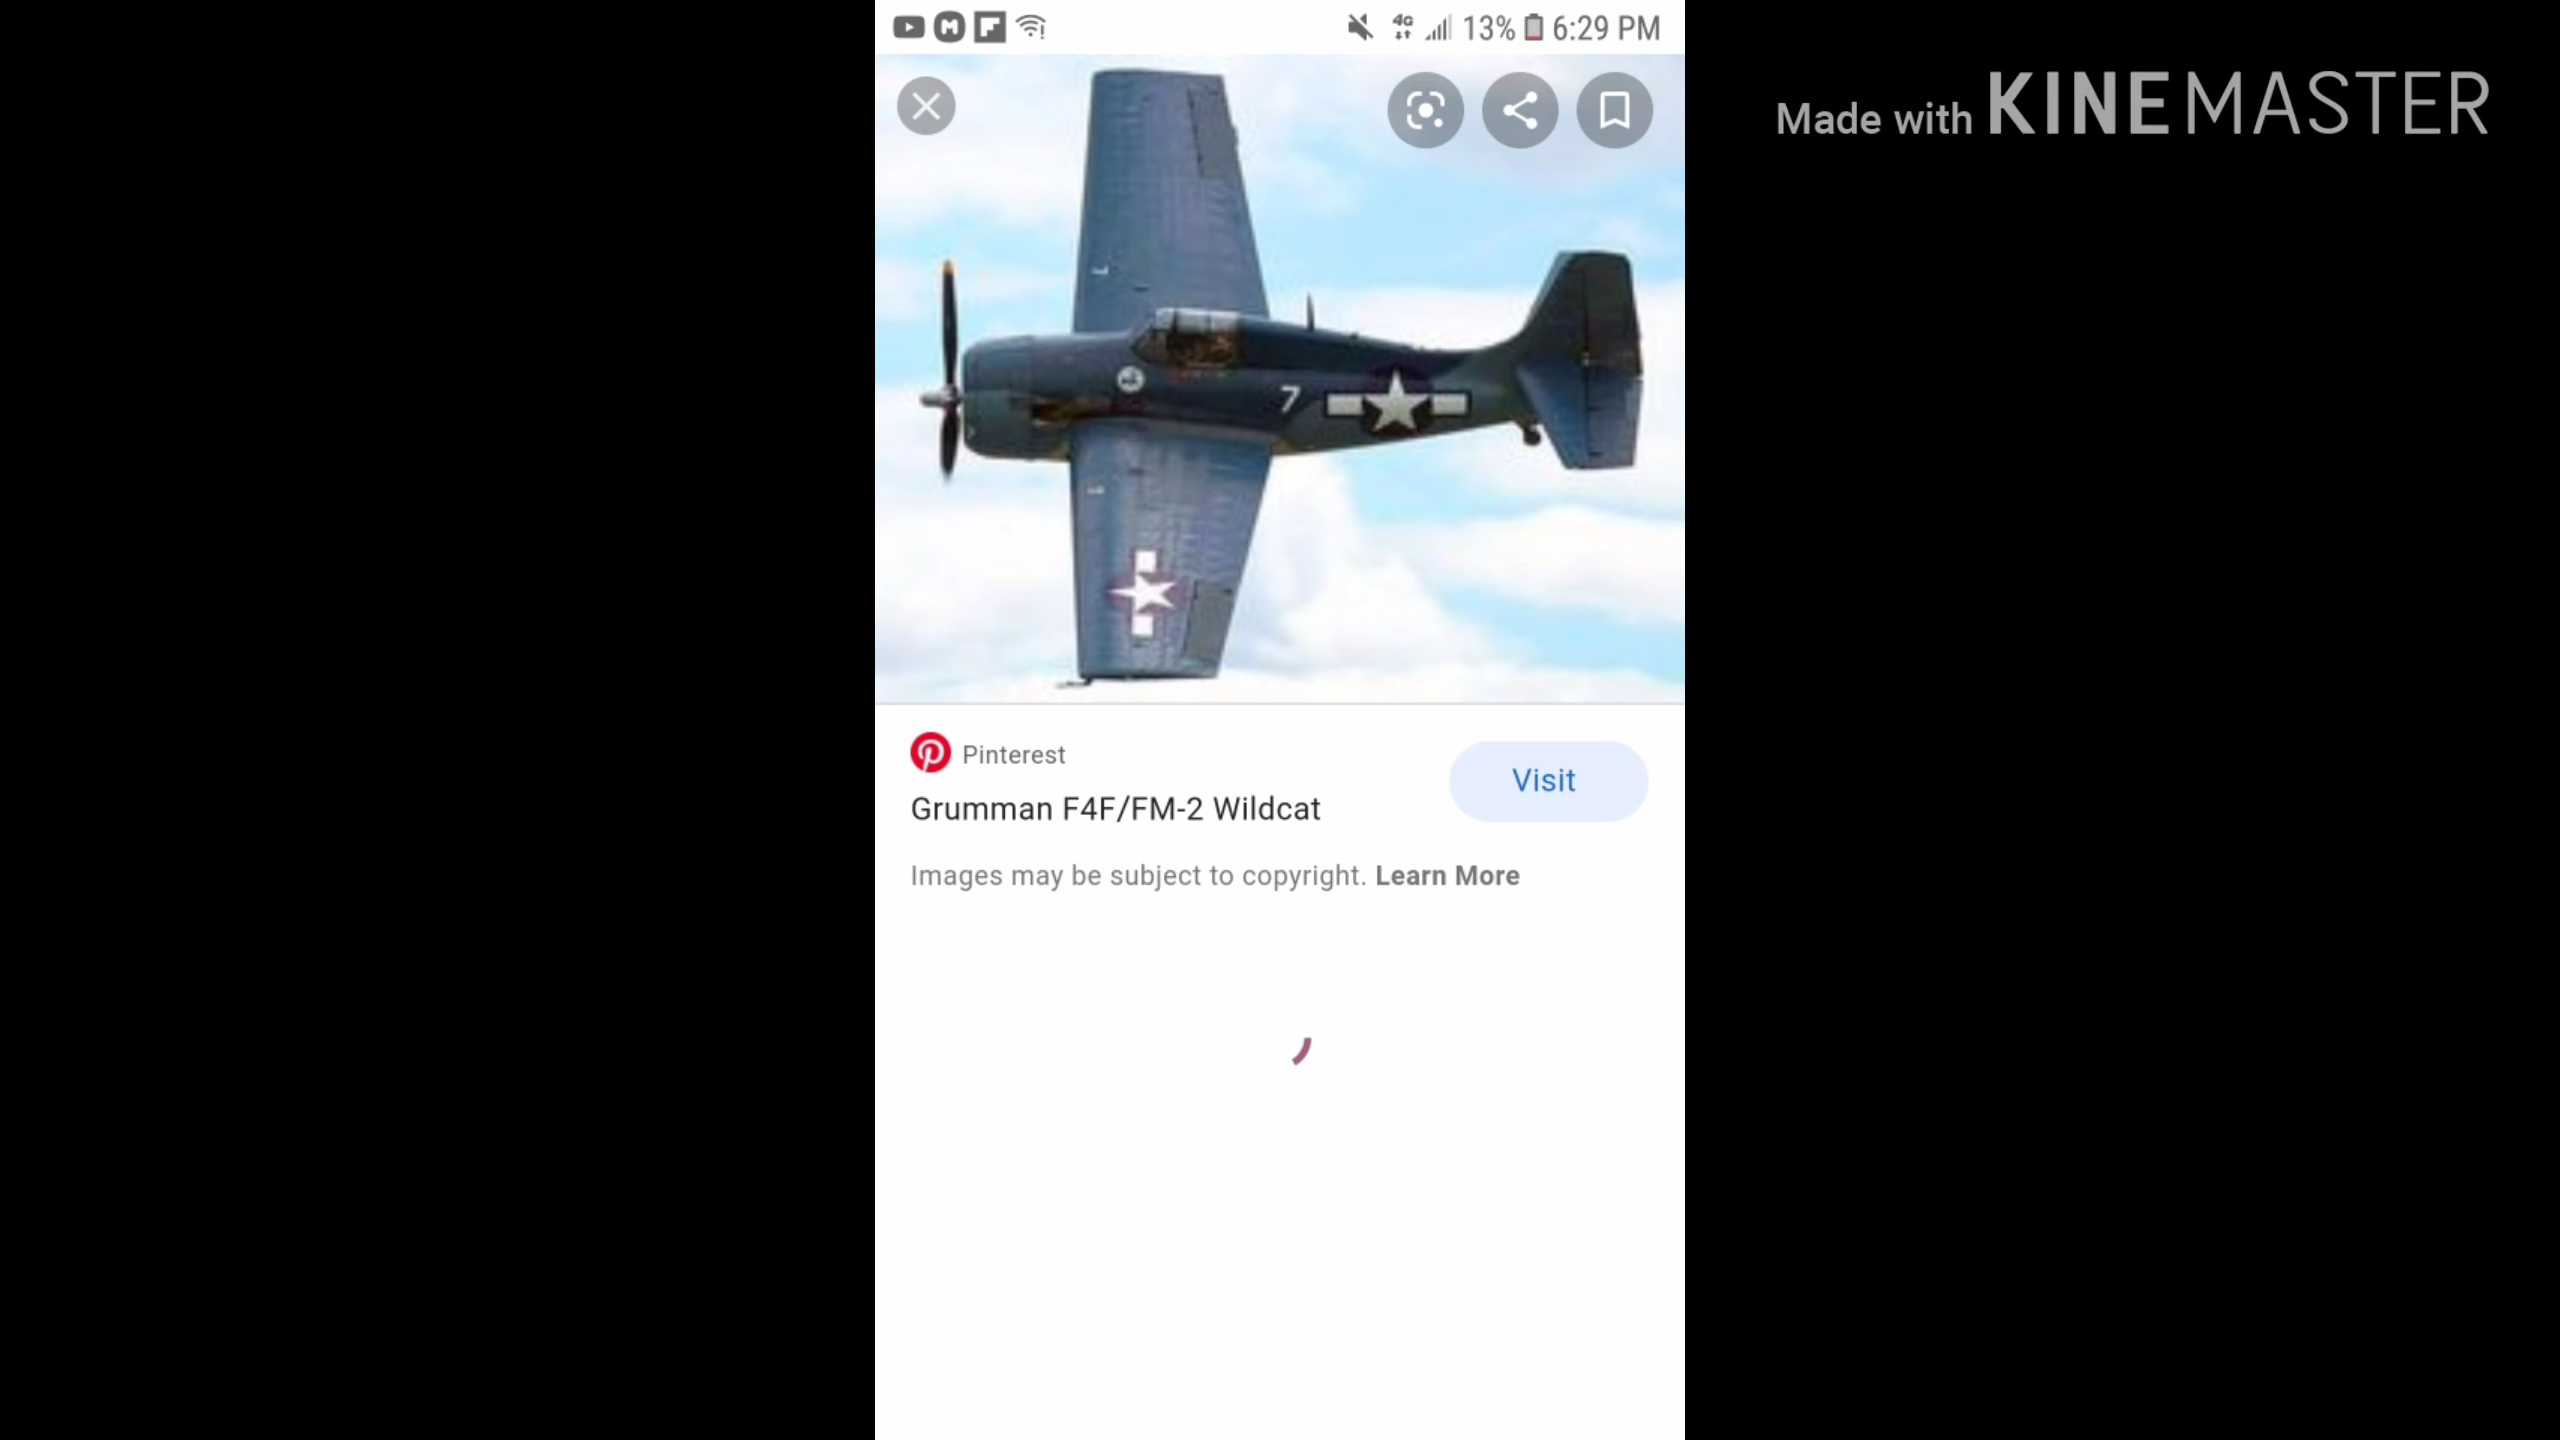 4G 13% 6:29 PM
Made with KINEMASTER
7
Pinterest
Grumman F4F/FM-2 Wildcat
Visit
Images may be subject to copyright. Learn More